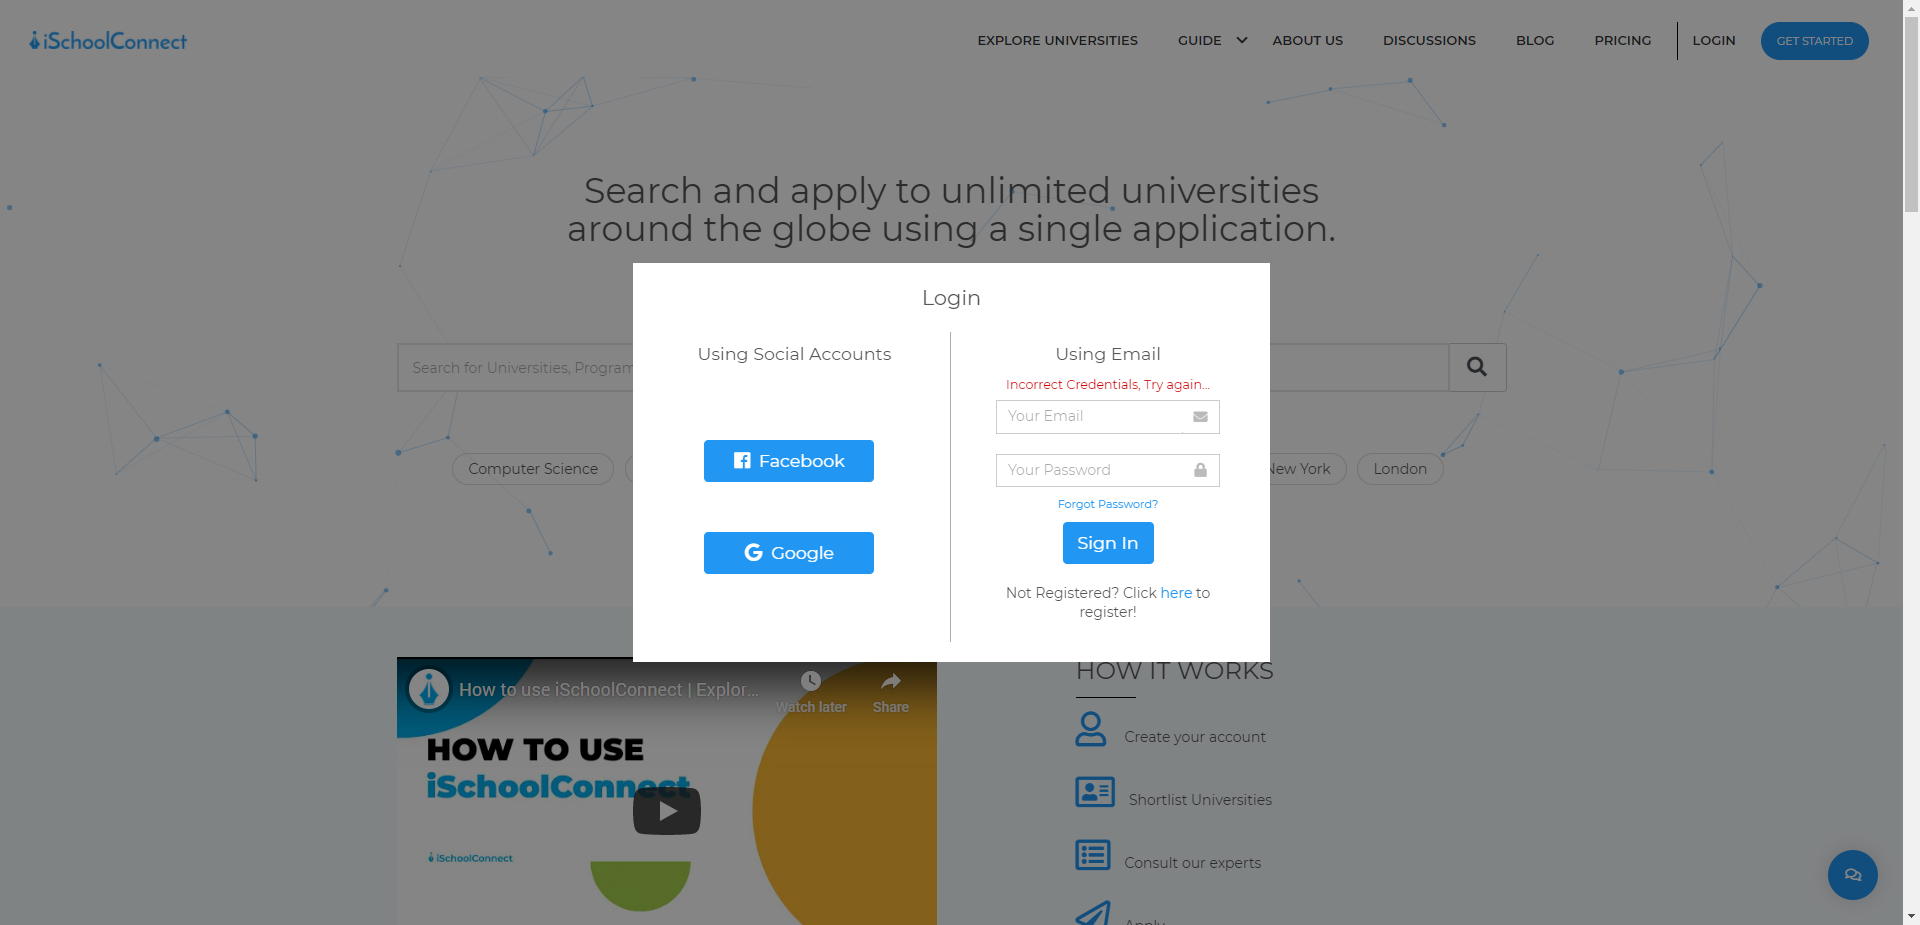 iSchoolConnect
EXPLORE UNIVERSITIES GUIDE ABOUT US DISCUSSIONS BLOG PRICING LOGIN GET STARTED
Search and apply to unlimited universities
around the globe using a single application.
Login
Using Social Accounts
Facebook
Google
Using Email
Incorrect Credentials, Try again...
Your Email
Your Password
Forgot Password?
Sign In
Not Registered? Click here to
register!
Search for Universities, Program
Computer Science
New York
London
How to use iSchoolConnect | Explor...
Watch later
Share
HOW TO USE
iSchoolConnect
iSchoolConnect
HOW IT WORKS
Create your account
Shortlist Universities
Consult our experts
Apply